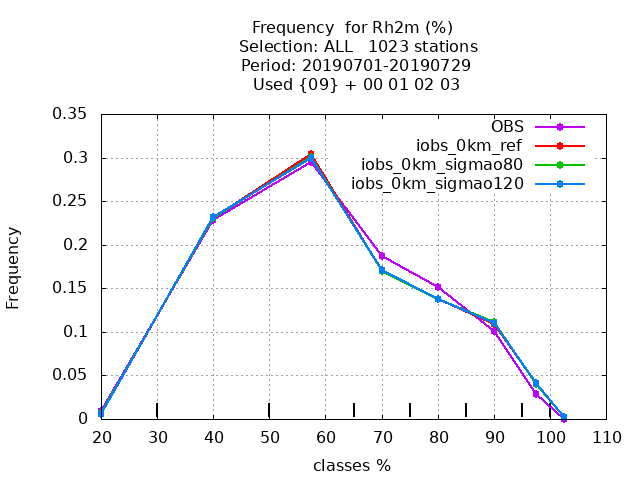 Frequency  for Rh2m (%)
Selection: ALL   1023 stations
Period: 20190701-20190729
Used {09} + 00 01 02 03
OBS
iobs_0km_ref
iobs_0km_sigmao80
iobs_0km_sigmao120
0.35
0.3
0.25
0.2
0.15
0.1
0.05
0
Frequency
20 30 40 50 60 70 80 90 100 110
classes %